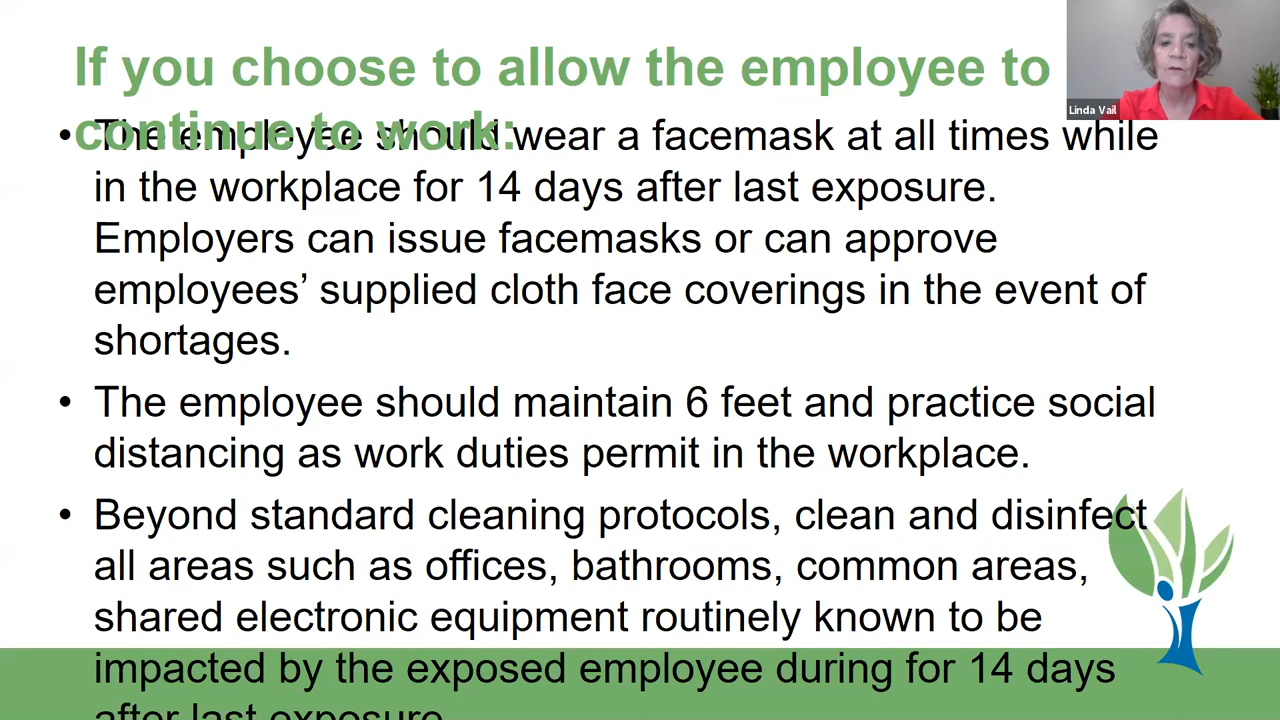 If you choose to allow the employee to
continue to work:
Linda Vail
• The employee should wear a facemask at all times while
in the workplace for 14 days after last exposure.
Employers can issue facemasks or can approve
employees’ supplied cloth face coverings in the event of
shortages.
• The employee should maintain 6 feet and practice social
distancing as work duties permit in the workplace.
• Beyond standard cleaning protocols, clean and disinfect
all areas such as offices, bathrooms, common areas,
shared electronic equipment routinely known to be
impacted by the exposed employee during for 14 days
after last exposure.